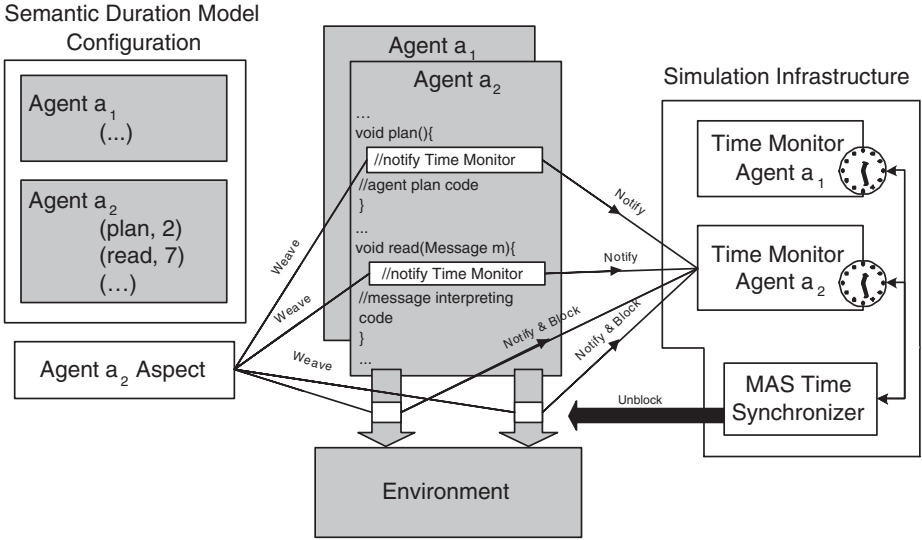 Semantic Duration Model
Configuration
Agent a1
(...)
Agent a2
(plan, 2)
(read, 7)
(...)
Agent a2 Aspect
Agent a1
Agent a2
...
void plan(){
//notify Time Monitor
//agent plan code
}
...
void read(Message m){
//notify Time Monitor
//message interpreting
code
}
...
Weave
Weave
Weave
Notify
Notify
Notify & Block
Notify & Block
Unblock
Environment
Simulation Infrastructure
Time Monitor
Agent a1
Time Monitor
Agent a2
MAS Time
Synchronizer